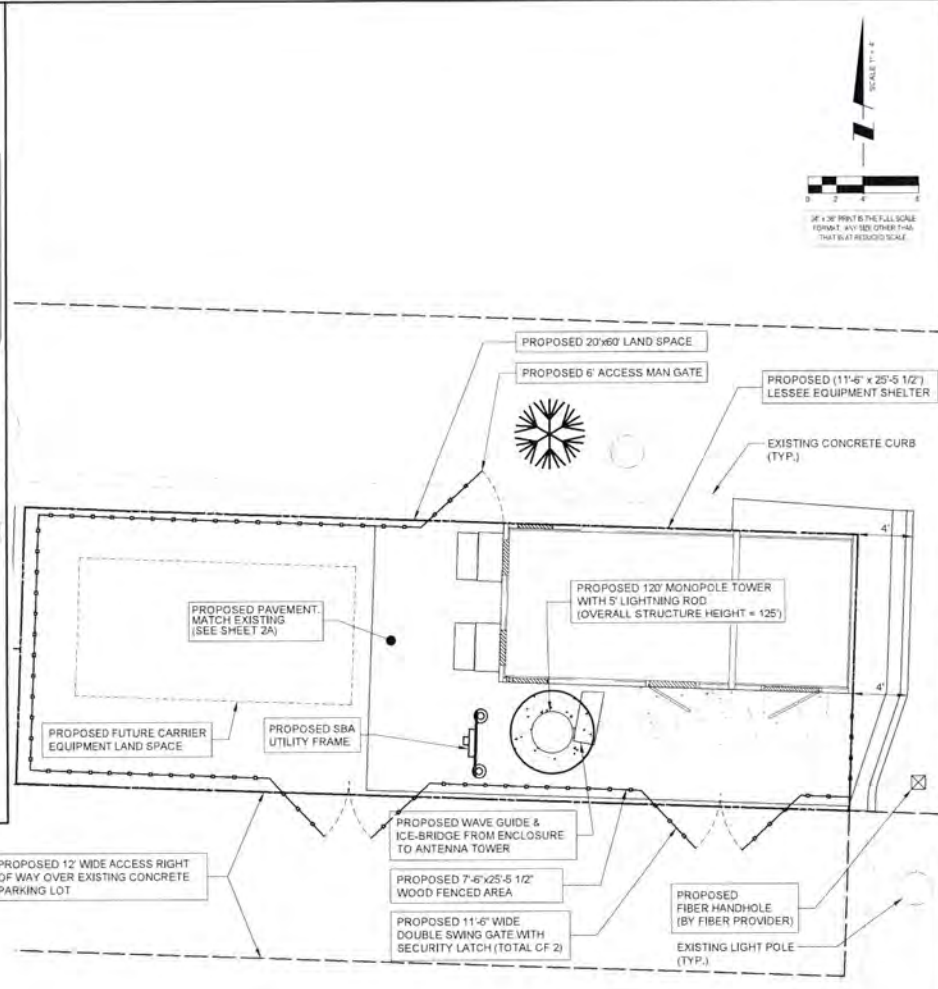 SCALE 1" = 4'
N
0 2 4 8
24" x 36" PRINT IS THE FULL SCALE
FORMAT. ANY SIZE OTHER THAN
THAT IS AT REDUCED SCALE
PROPOSED 20'x60' LAND SPACE
PROPOSED 6' ACCESS MAN GATE
PROPOSED (11'-6" x 25'-5 1/2")
LESSEE EQUIPMENT SHELTER
EXISTING CONCRETE CURB
(TYP.)
4'
PROPOSED 120' MONOPOLE TOWER
WITH 5' LIGHTNING ROD
(OVERALL STRUCTURE HEIGHT = 125')
PROPOSED PAVEMENT.
MATCH EXISTING
(SEE SHEET 2A)
4'
PROPOSED FUTURE CARRIER
EQUIPMENT LAND SPACE
PROPOSED SBA
UTILITY FRAME
PROPOSED WAVE GUIDE &
ICE-BRIDGE FROM ENCLOSURE
TO ANTENNA TOWER
PROPOSED 12' WIDE ACCESS RIGHT
OF WAY OVER EXISTING CONCRETE
PARKING LOT
PROPOSED 7'-6"x25'-5 1/2"
WOOD FENCED AREA
PROPOSED 11'-6" WIDE
DOUBLE SWING GATE WITH
SECURITY LATCH (TOTAL OF 2)
PROPOSED
FIBER HANDHOLE
(BY FIBER PROVIDER)
EXISTING LIGHT POLE
(TYP.)